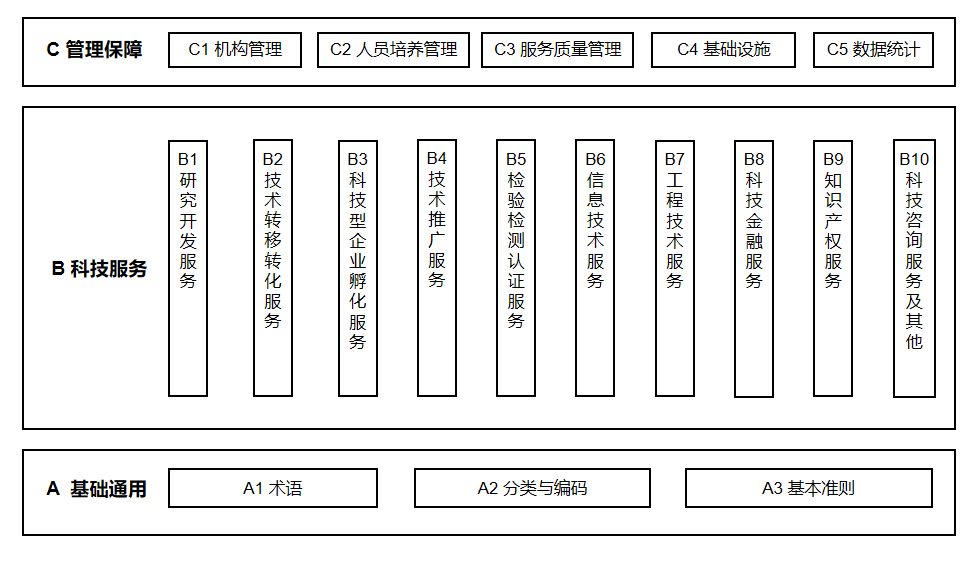 C 管理保障
C1 机构管理
C2 人员培养管理
C3 服务质量管理
C4 基础设施
C5 数据统计
B 科技服务
B1 研究开发服务
B2 技术转移转化服务
B3 科技型企业孵化服务
B4 技术推广服务
B5 检验检测认证服务
B6 信息技术服务
B7 工程技术服务
B8 科技金融服务
B9 知识产权服务
B10 科技咨询服务及其他
A 基础通用
A1 术语
A2 分类与编码
A3 基本准则